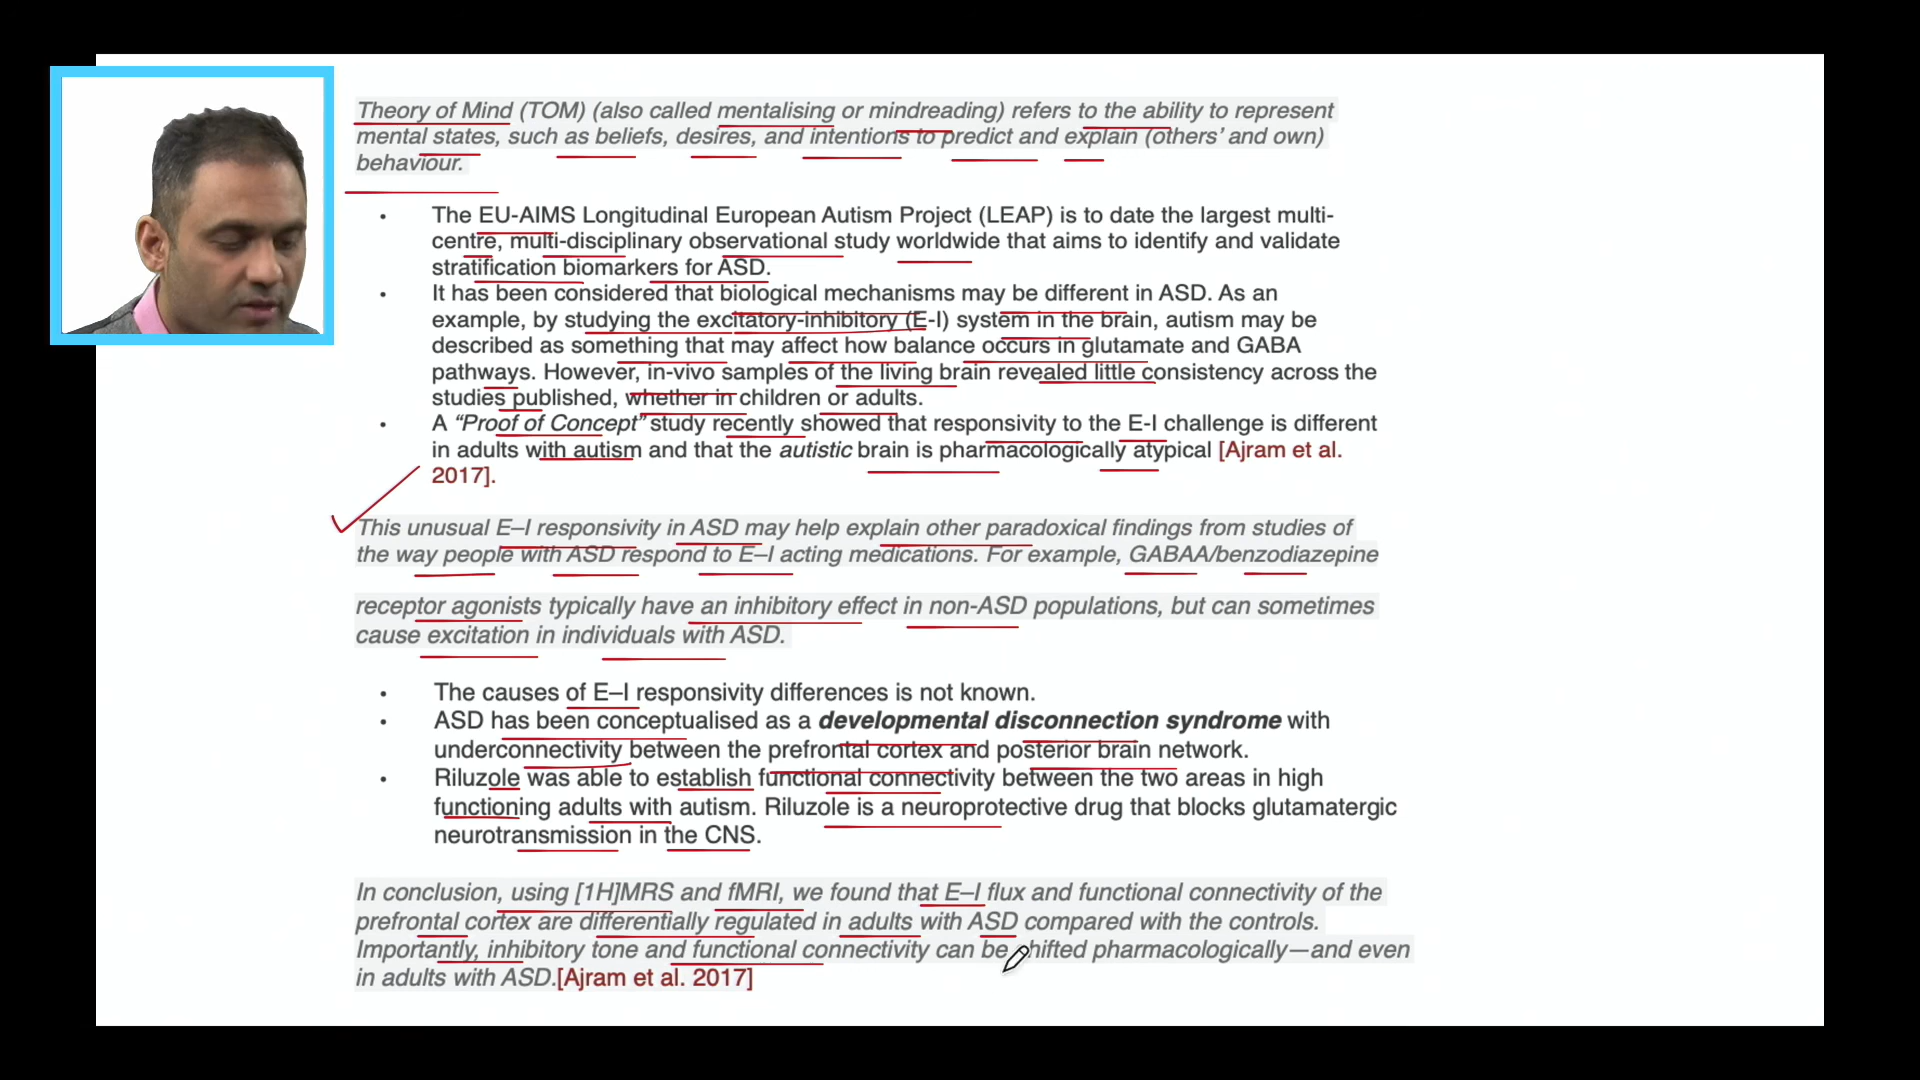 Theory of Mind (TOM) (also called mentalising or mindreading) refers to the ability to represent
mental states, such as beliefs, desires, and intentions to predict and explain (others’ and own)
behaviour.
• The EU-AIMS Longitudinal European Autism Project (LEAP) is to date the largest multi-
centre, multi-disciplinary observational study worldwide that aims to identify and validate
stratification biomarkers for ASD.
• It has been considered that biological mechanisms may be different in ASD. As an
example, by studying the excitatory-inhibitory (E-I) system in the brain, autism may be
described as something that may affect how balance occurs in glutamate and GABA
pathways. However, in-vivo samples of the living brain revealed little consistency across the
studies published, whether in children or adults.
• A “Proof of Concept” study recently showed that responsivity to the E-I challenge is different
in adults with autism and that the autistic brain is pharmacologically atypical [Ajram et al.
2017].
This unusual E–I responsivity in ASD may help explain other paradoxical findings from studies of
the way people with ASD respond to E–I acting medications. For example, GABAA/benzodiazepine
receptor agonists typically have an inhibitory effect in non-ASD populations, but can sometimes
cause excitation in individuals with ASD.
• The causes of E–I responsivity differences is not known.
• ASD has been conceptualised as a developmental disconnection syndrome with
underconnectivity between the prefrontal cortex and posterior brain network.
• Riluzole was able to establish functional connectivity between the two areas in high
functioning adults with autism. Riluzole is a neuroprotective drug that blocks glutamatergic
neurotransmission in the CNS.
In conclusion, using [1H]MRS and fMRI, we found that E–I flux and functional connectivity of the
prefrontal cortex are differentially regulated in adults with ASD compared with the controls.
Importantly, inhibitory tone and functional connectivity can be shifted pharmacologically—and even
in adults with ASD.[Ajram et al. 2017]